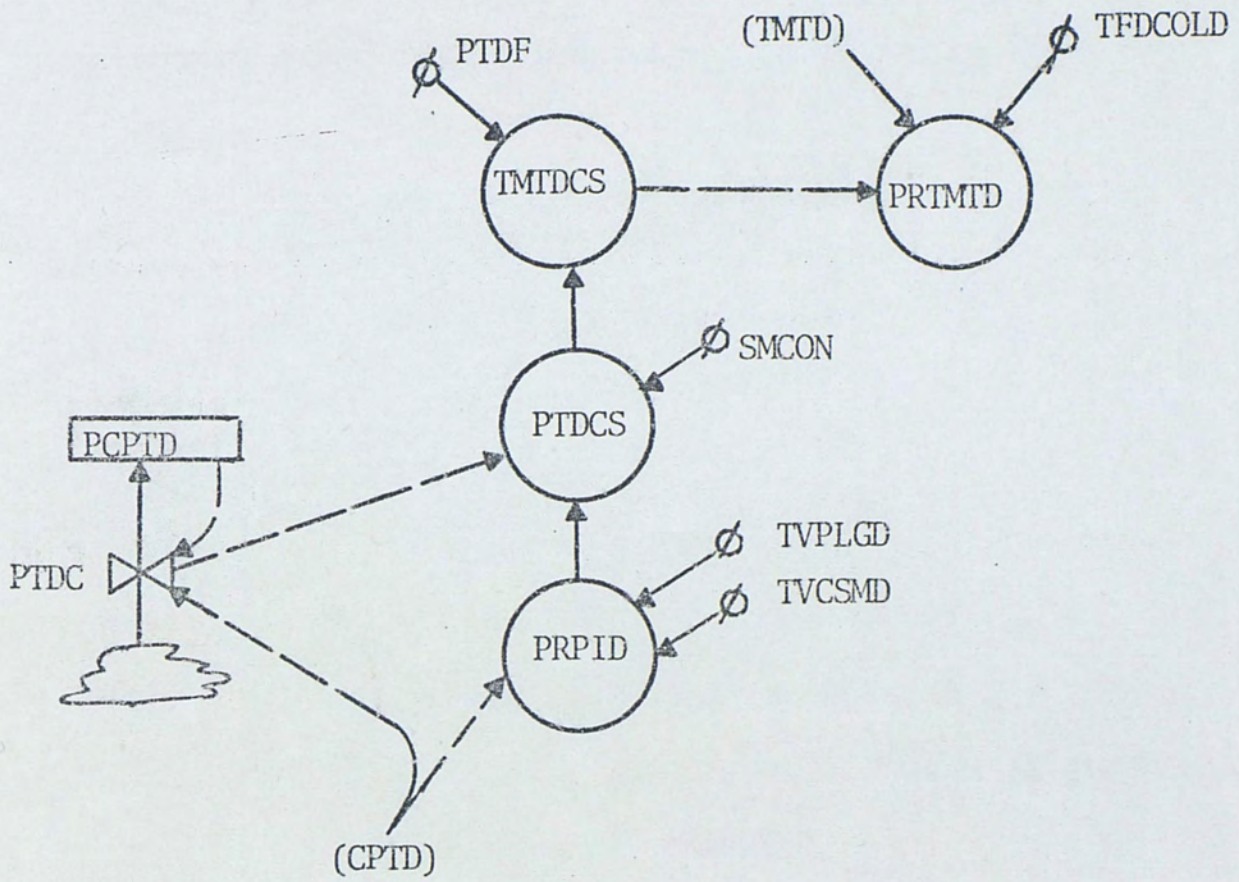 (TMTD)
TFDCOLD
PTDF
TMTDCS
PRTMTD
SMCON
PTDCS
PCPTD
TVPLGD
PTDC
TVCSMD
PRPID
(CPTD)